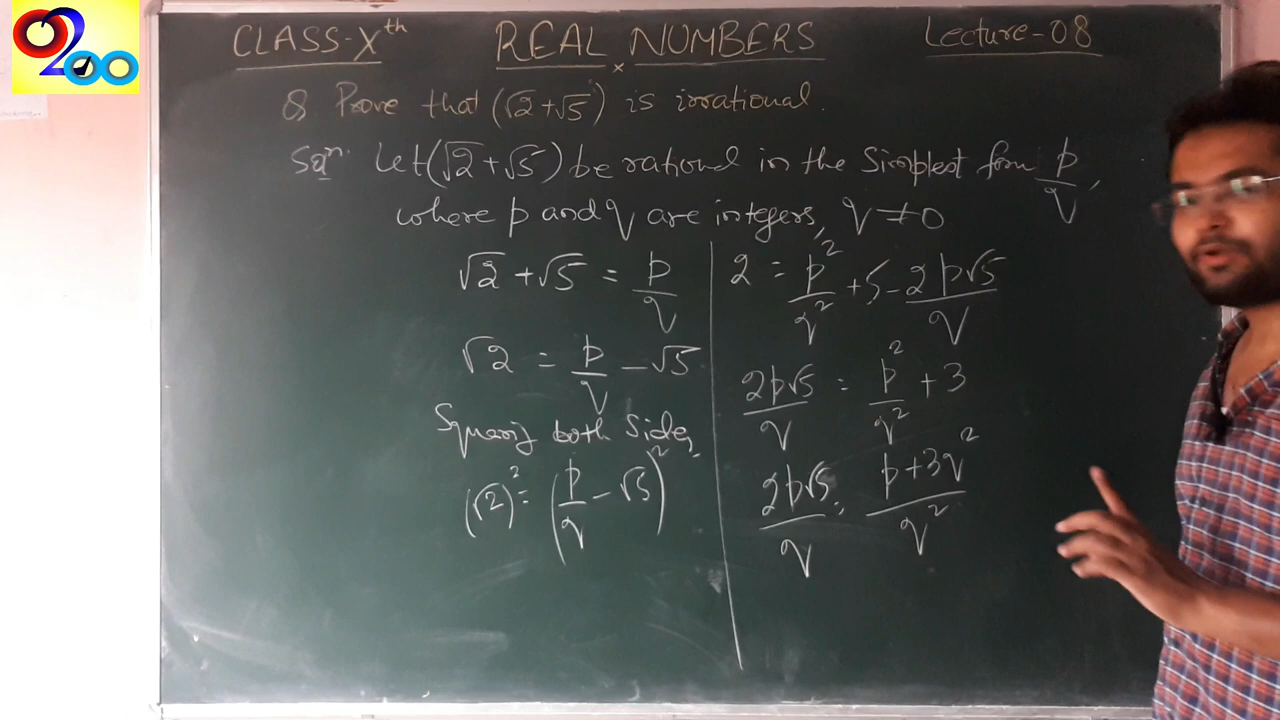 0200
CLASS-Xth REAL NUMBERS Lecture-08
Q Prove that (√2+√5) is irrational.
Solⁿ. Let (√2+√5) be rational in the simplest form p/q,
where p and q are integers, q≠0
√2+√5 = p/q
√2 = p/q - √5
Squaring both sides
(√2)² = (p/q - √5)²
2 = p²/q² + 5 - 2p√5/q
2p√5/q = p²/q² + 3
2p√5/q = p+3q²/q²